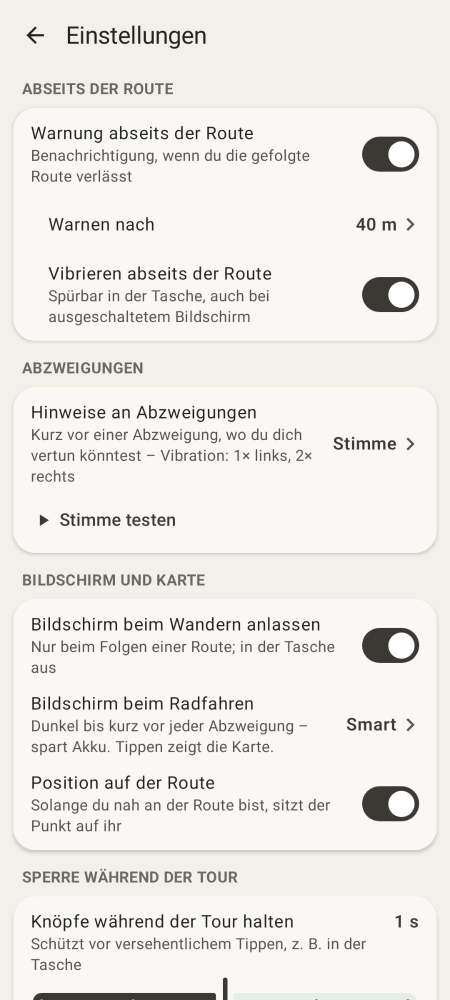 Einstellungen
ABSEITS DER ROUTE
Warnung abseits der Route
Benachrichtigung, wenn du die gefolgte
Route verlässt
Warnen nach
40 m
Vibrieren abseits der Route
Spürbar in der Tasche, auch bei
ausgeschaltetem Bildschirm
ABZWEIGUNGEN
Hinweise an Abzweigungen
Kurz vor einer Abzweigung, wo du dich
vertun könntest – Vibration: 1× links, 2×
rechts
Stimme
Stimme testen
BILDSCHIRM UND KARTE
Bildschirm beim Wandern anlassen
Nur beim Folgen einer Route; in der Tasche
aus
Bildschirm beim Radfahren
Dunkel bis kurz vor jeder Abzweigung –
spart Akku. Tippen zeigt die Karte.
Smart
Position auf der Route
Solange du nah an der Route bist, sitzt der
Punkt auf ihr
SPERRE WÄHREND DER TOUR
Knöpfe während der Tour halten
1 s
Schützt vor versehentlichem Tippen, z. B. in der
Tasche